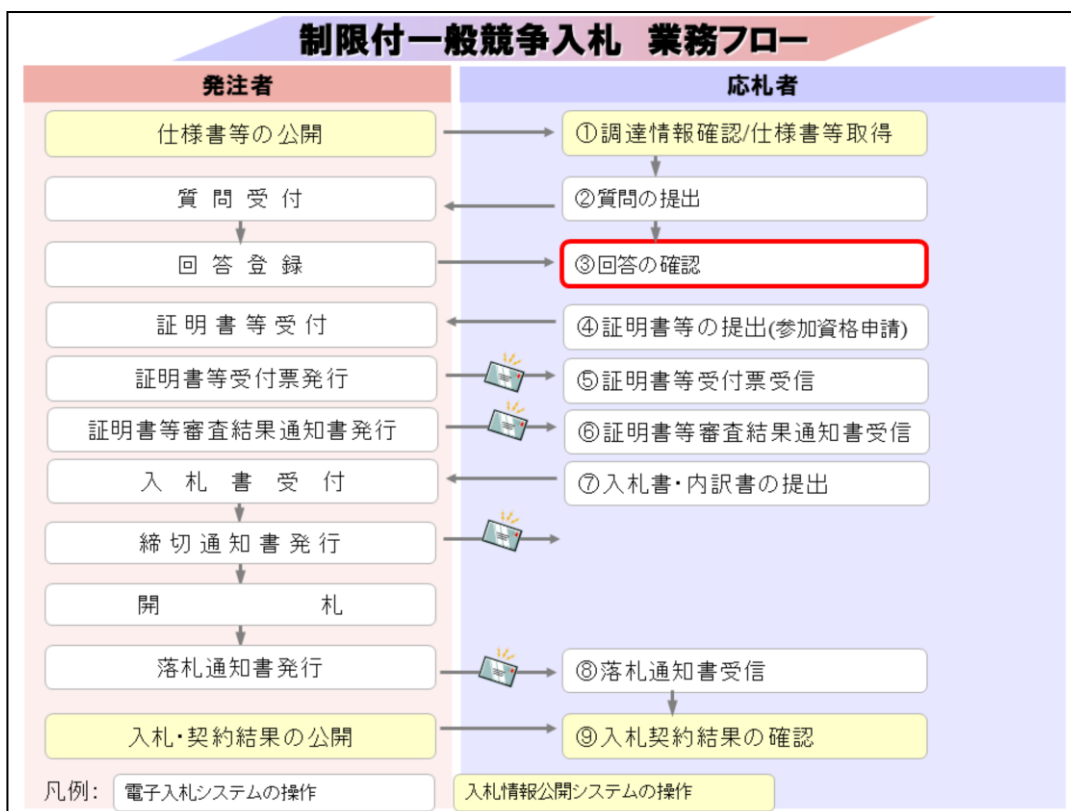 制限付一般競争入札 業務フロー
発注者
応札者
仕様書等の公開
①調達情報確認/仕様書等取得
質問受付
②質問の提出
回答登録
③回答の確認
証明書等受付
④証明書等の提出(参加資格申請)
証明書等受付票発行
⑤証明書等受付票受信
証明書等審査結果通知書発行
⑥証明書等審査結果通知書受信
入札書受付
⑦入札書・内訳書の提出
締切通知書発行
開札
落札通知書発行
⑧落札通知書受信
入札・契約結果の公開
⑨入札契約結果の確認
凡例:
電子入札システムの操作
入札情報公開システムの操作